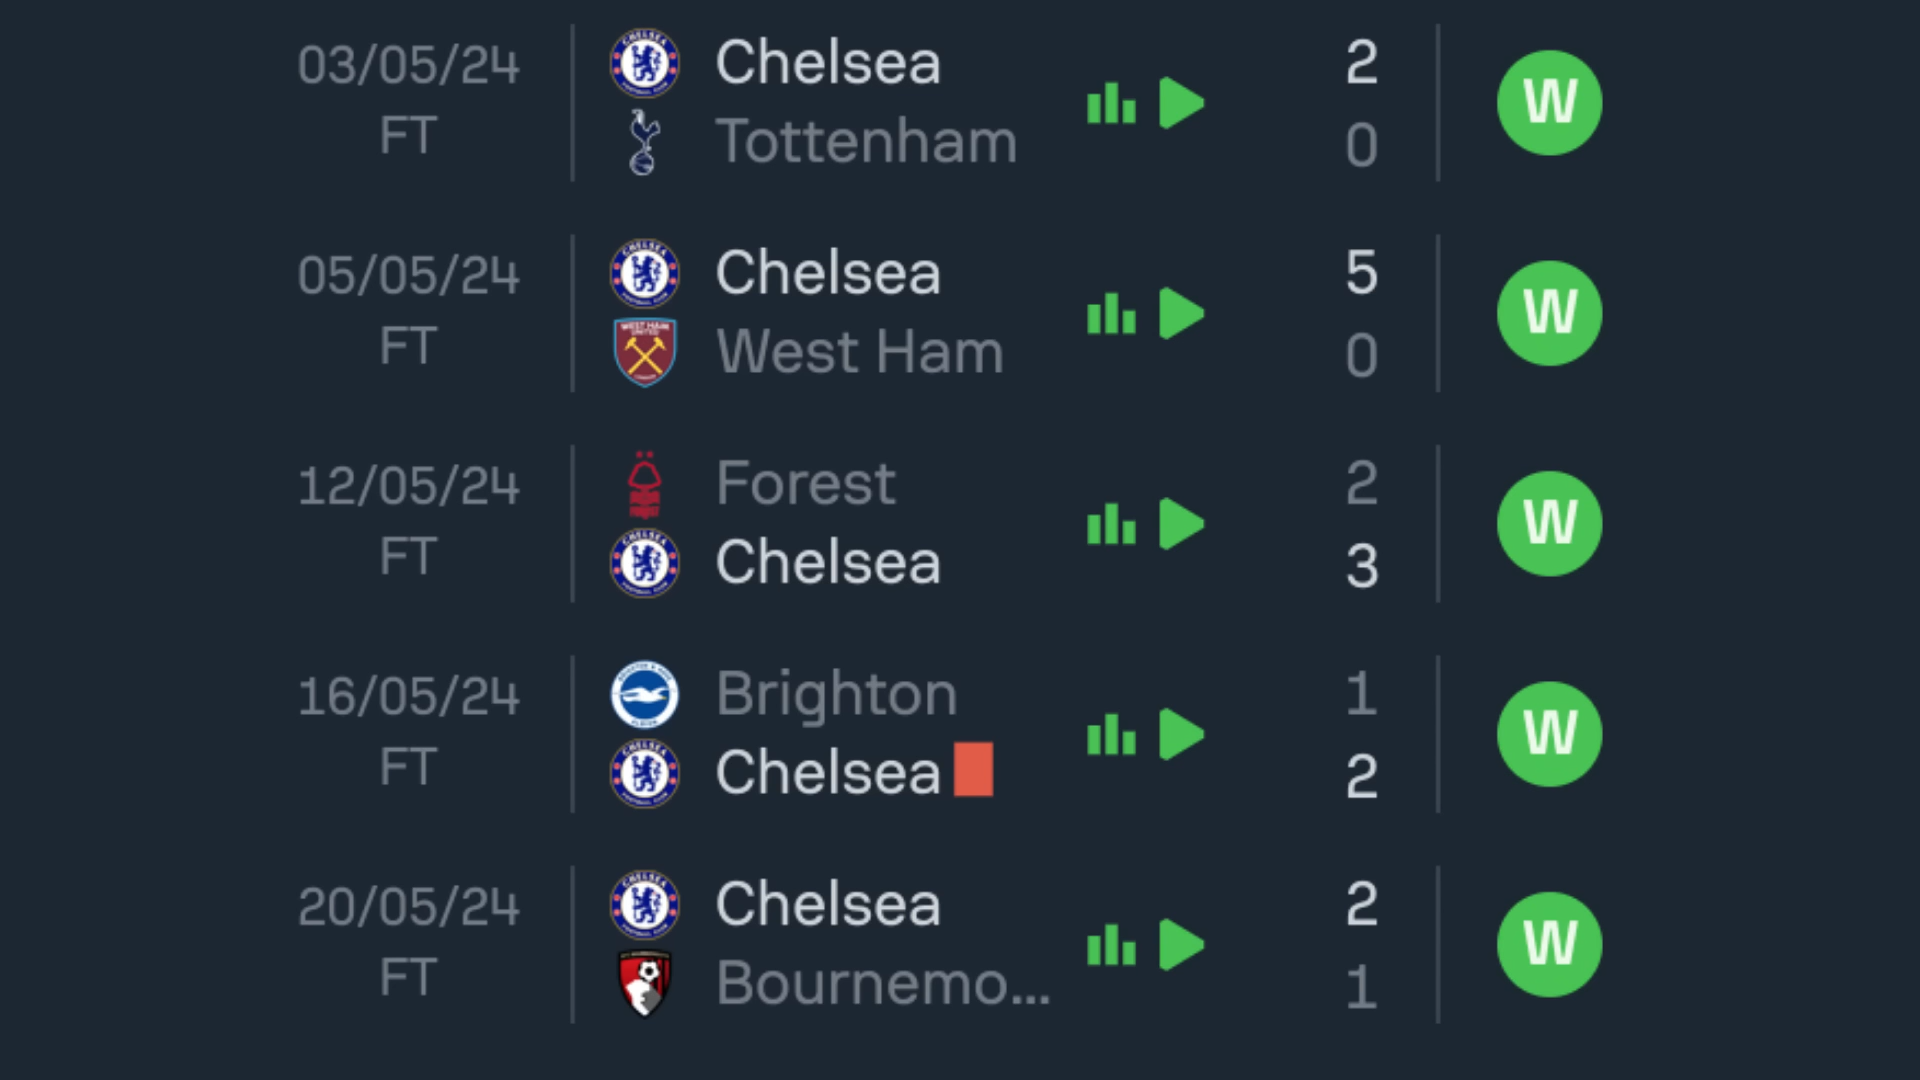 03/05/24 Chelsea 2 W
FT Tottenham 0
05/05/24 Chelsea 5 W
FT West Ham 0
12/05/24 Forest 2 W
FT Chelsea 3
16/05/24 Brighton 1 W
FT Chelsea 2
20/05/24 Chelsea 2 W
FT Bournemo... 1